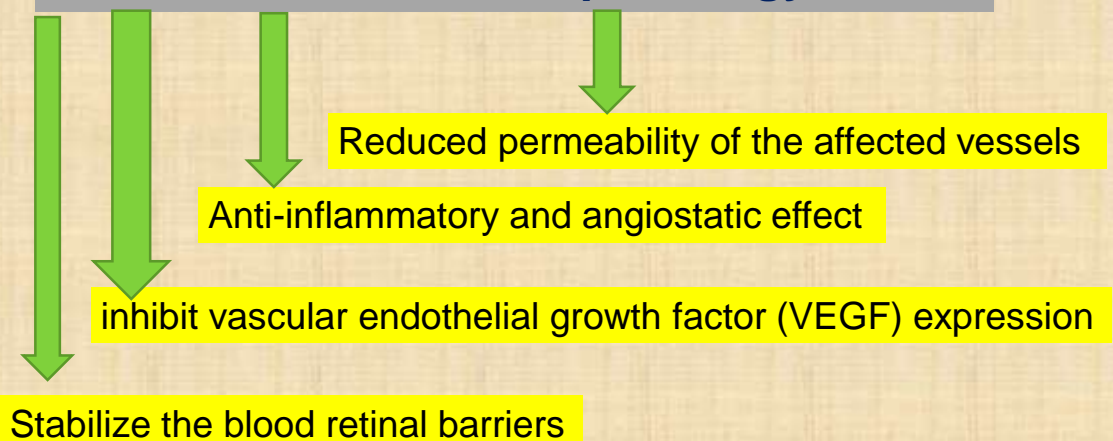 Reduced permeability of the affected vessels
Anti-inflammatory and angiostatic effect
inhibit vascular endothelial growth factor (VEGF) expression
Stabilize the blood retinal barriers